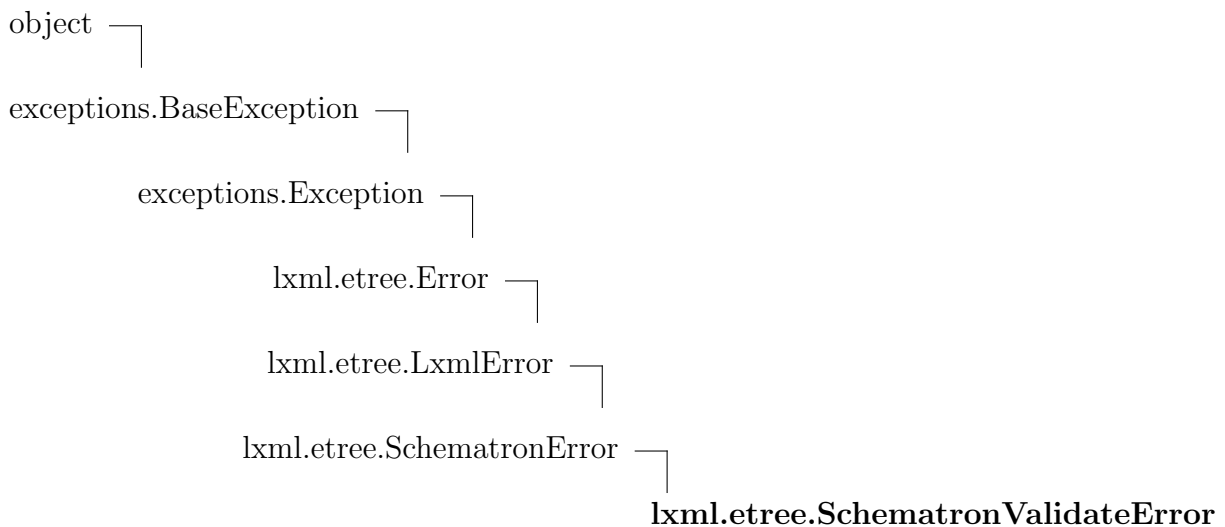 object
exceptions.BaseException
exceptions.Exception
lxml.etree.Error
lxml.etree.LxmlError
lxml.etree.SchematronError
lxml.etree.SchematronValidateError